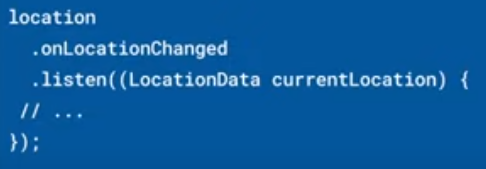 location
.onLocationChanged
.listen((LocationData currentLocation) {
// ...
});